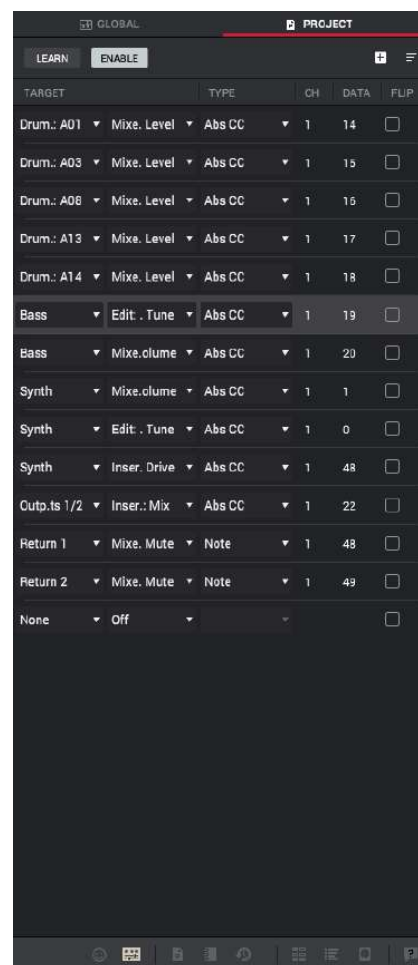 GLOBAL PROJECT
LEARN ENABLE
TARGET TYPE CH DATA FLIP
Drum.: A01 Mixe. Level Abs CC 1 14
Drum.: A03 Mixe. Level Abs CC 1 15
Drum.: A08 Mixe. Level Abs CC 1 16
Drum.: A13 Mixe. Level Abs CC 1 17
Drum.: A14 Mixe. Level Abs CC 1 18
Bass Edit: . Tune Abs CC 1 19
Bass Mixe.olume Abs CC 1 20
Synth Mixe.olume Abs CC 1 1
Synth Edit: . Tune Abs CC 1 0
Synth Inser. Drive Abs CC 1 48
Outp.ts 1/2 Inser.: Mix Abs CC 1 22
Return 1 Mixe. Mute Note 1 48
Return 2 Mixe. Mute Note 1 49
None Off